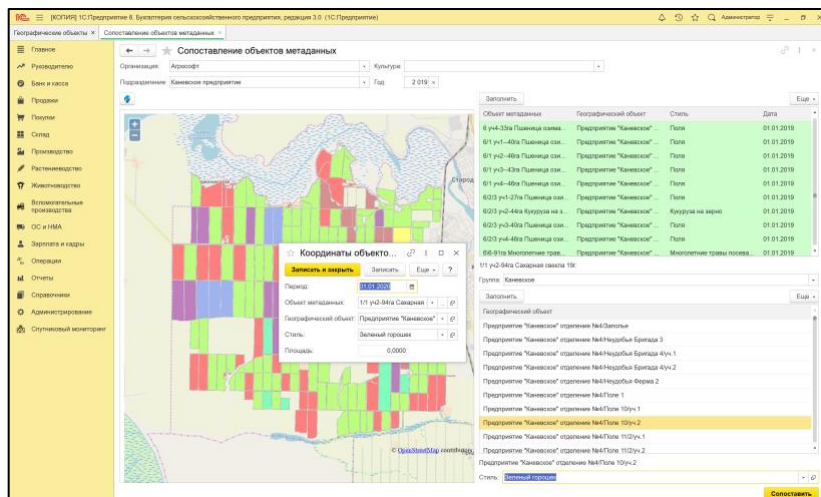 [КОПИЯ] 1С:Предприятие 8. Бухгалтерия сельскохозяйственного предприятия, редакция 3.0 (1С:Предприятие)
Администратор
Географические объекты ×
Сопоставление объектов метаданных ×
Главное
Руководителю
Банк и касса
Продажи
Покупки
Склад
Производство
Растениеводство
Животноводство
Вспомогательные
производства
ОС и НМА
Зарплата и кадры
Операции
Отчеты
Справочники
Администрирование
Спутниковый мониторинг
Сопоставление объектов метаданных
Организация: Агрософт
Культура:
Подразделение: Каневское предприятие
Год: 2 019
© OpenStreetMap contributors
Координаты объекто...
Записать и закрыть Записать Еще ?
Период: 01.01.2020
Объект метаданных: 1/1 уч2-94га Сахарная
Географический объект: Предприятие "Каневское"
Стиль: Зеленый горошек
Площадь: 0,0000
Заполнить Еще
Объект метаданных Географический объект Стиль Дата
6 уч4-33га Пшеница озима... Предприятие "Каневское" ... Поля 01.01.2019
6/1 уч1--40га Пшеница ози... Предприятие "Каневское" ... Поля 01.01.2019
6/1 уч2--46га Пшеница ози... Предприятие "Каневское" ... Поля 01.01.2019
6/1 уч3--43га Пшеница ози... Предприятие "Каневское" ... Поля 01.01.2019
6/1 уч4--46га Пшеница ози... Предприятие "Каневское" ... Поля 01.01.2019
6/2/3 уч1-27га Пшеница ози... Предприятие "Каневское" ... Поля 01.01.2019
6/2/3 уч2-44га Кукуруза на з... Предприятие "Каневское" ... Кукуруза на зерно 01.01.2019
6/2/3 уч3-40га Пшеница ози... Предприятие "Каневское" ... Поля 01.01.2019
6/2/3 уч4-46га Пшеница ози... Предприятие "Каневское" ... Поля 01.01.2019
6\6-91га Многолетние трав... Предприятие "Каневское" ... Многолетние травы посева... 01.01.2019
1/1 уч2-94га Сахарная свекла 19г.
Группа: Каневское
Заполнить Еще
Географический объект
Предприятие "Каневское" отделение №4/Заполье
Предприятие "Каневское" отделение №4/Неудобья Бригада 3
Предприятие "Каневское" отделение №4/Неудобья Бригада 4/уч.1
Предприятие "Каневское" отделение №4/Неудобья Бригада 4/уч.2
Предприятие "Каневское" отделение №4/Неудобья Ферма 2
Предприятие "Каневское" отделение №4/Поле 1
Предприятие "Каневское" отделение №4/Поле 10/уч.1
Предприятие "Каневское" отделение №4/Поле 10/уч.2
Предприятие "Каневское" отделение №4/Поле 11/2/уч.1
Предприятие "Каневское" отделение №4/Поле 11/2/уч.2
Предприятие "Каневское" отделение №4/Поле 10/уч.2
Стиль: Зеленый горошек
Сопоставить